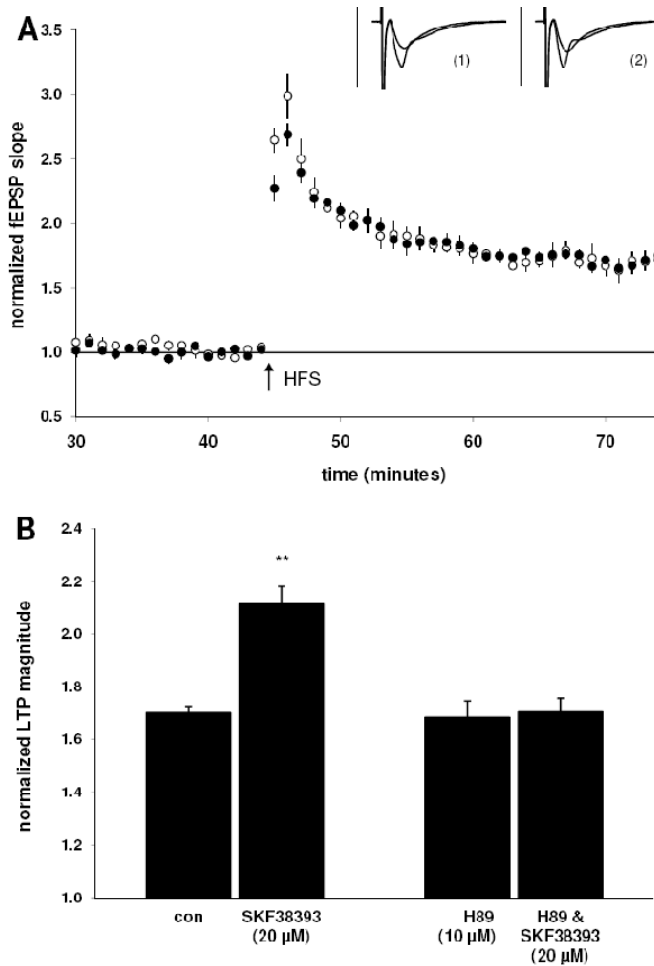 A
(1)
(2)
3.5
3.0
2.5
2.0
1.5
1.0
0.5
normalized fEPSP slope
HFS
30
40
50
60
70
time (minutes)
B
2.4
2.2
2.0
1.8
1.6
1.4
1.2
1.0
normalized LTP magnitude
**
con
SKF38393
(20 µM)
H89
(10 µM)
H89 &
SKF38393
(20 µM)